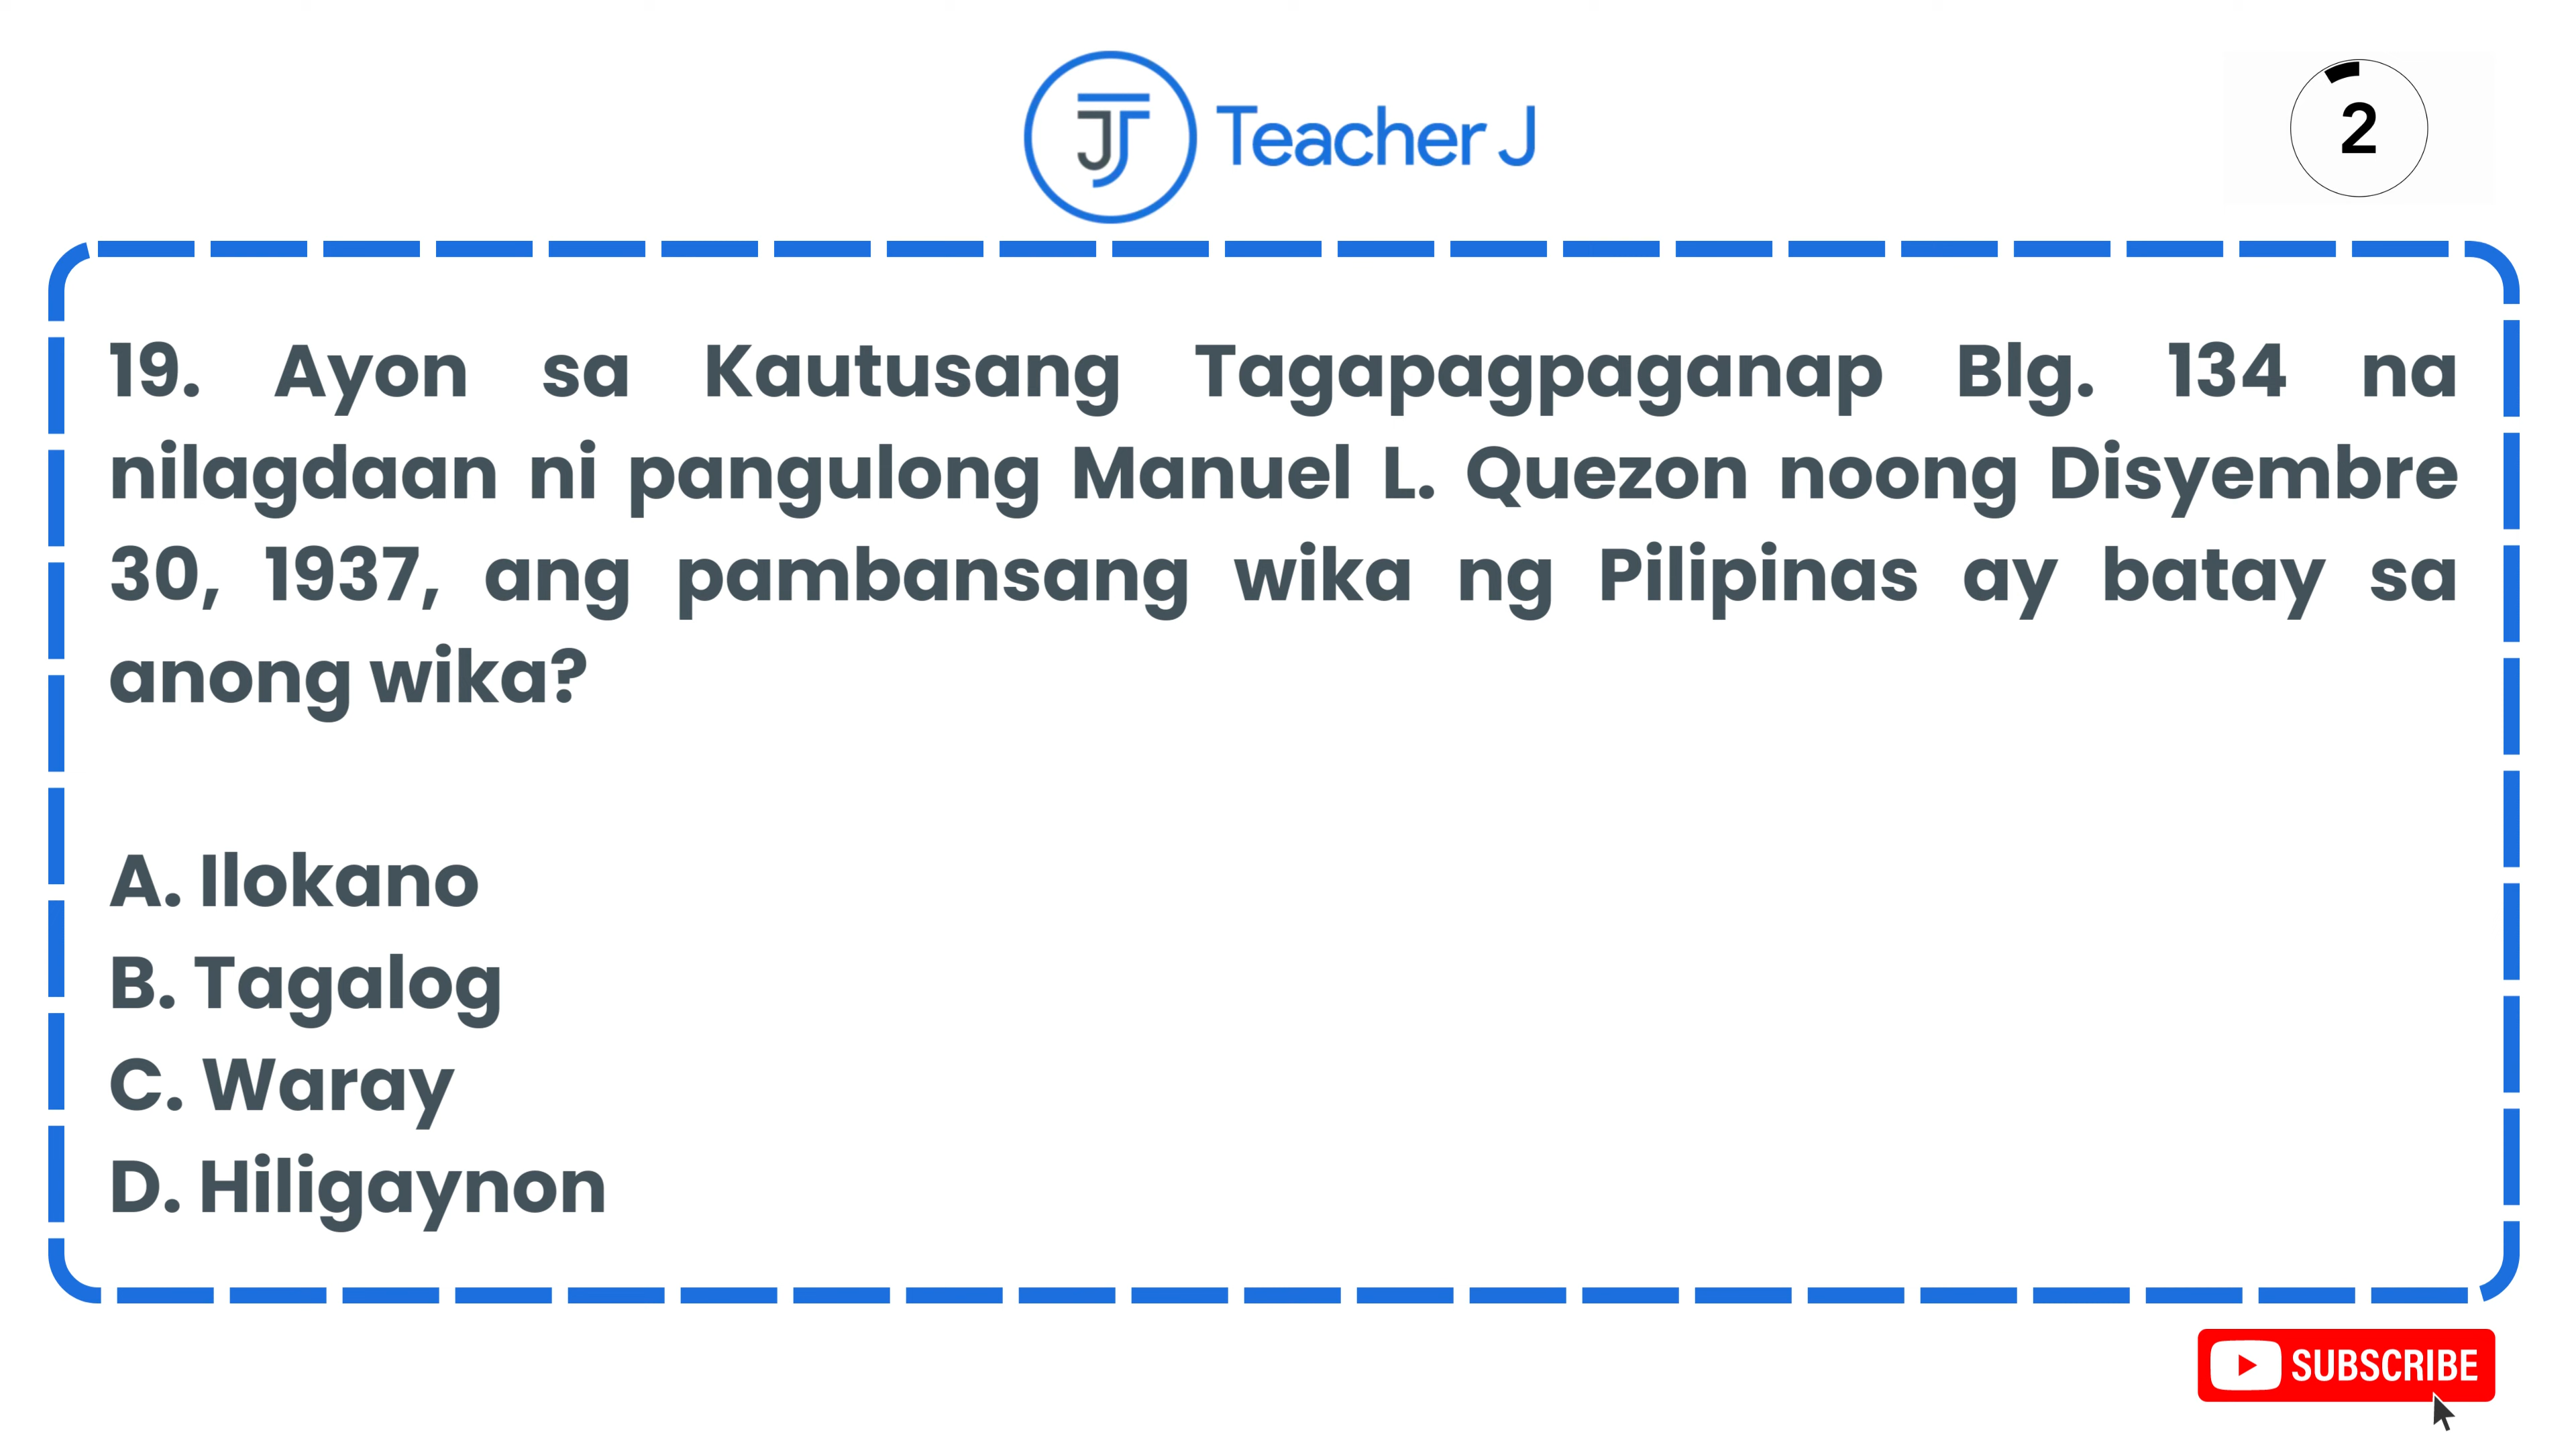 JJ Teacher J
2
19. Ayon sa Kautusang Tagapagpaganap Blg. 134 na
nilagdaan ni pangulong Manuel L. Quezon noong Disyembre
30, 1937, ang pambansang wika ng Pilipinas ay batay sa
anong wika?
A. Ilokano
B. Tagalog
C. Waray
D. Hiligaynon
SUBSCRIBE